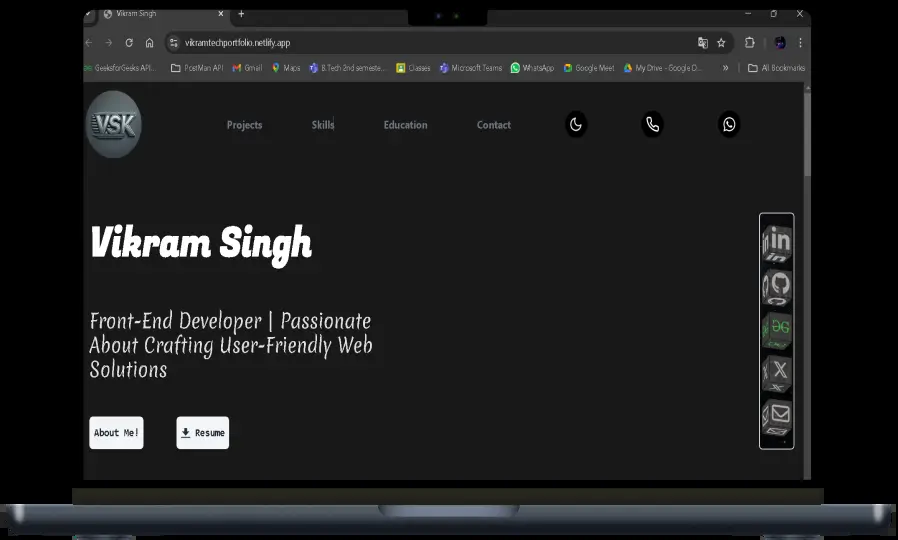 Vikram Singh
vikramtechportfolio.netlify.app
GeeksforGeeks API...
PostMan API
Gmail
Maps
B.Tech 2nd semeste...
Classes
Microsoft Teams
WhatsApp
Google Meet
My Drive - Google D...
»
All Bookmarks
VSK
Projects
Skills
Education
Contact
Vikram Singh
Front-End Developer | Passionate
About Crafting User-Friendly Web
Solutions
About Me!
Resume
in
X